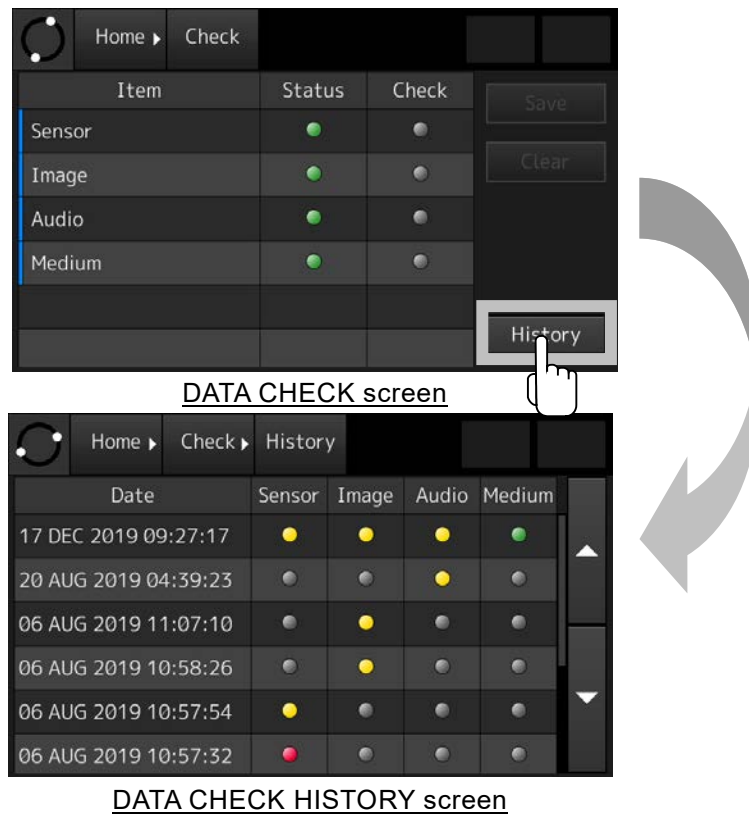 Home Check
Item Status Check
Save
Sensor
Clear
Image
Audio
Medium
History
DATA CHECK screen
Home Check History
Date Sensor Image Audio Medium
17 DEC 2019 09:27:17
20 AUG 2019 04:39:23
06 AUG 2019 11:07:10
06 AUG 2019 10:58:26
06 AUG 2019 10:57:54
06 AUG 2019 10:57:32
DATA CHECK HISTORY screen